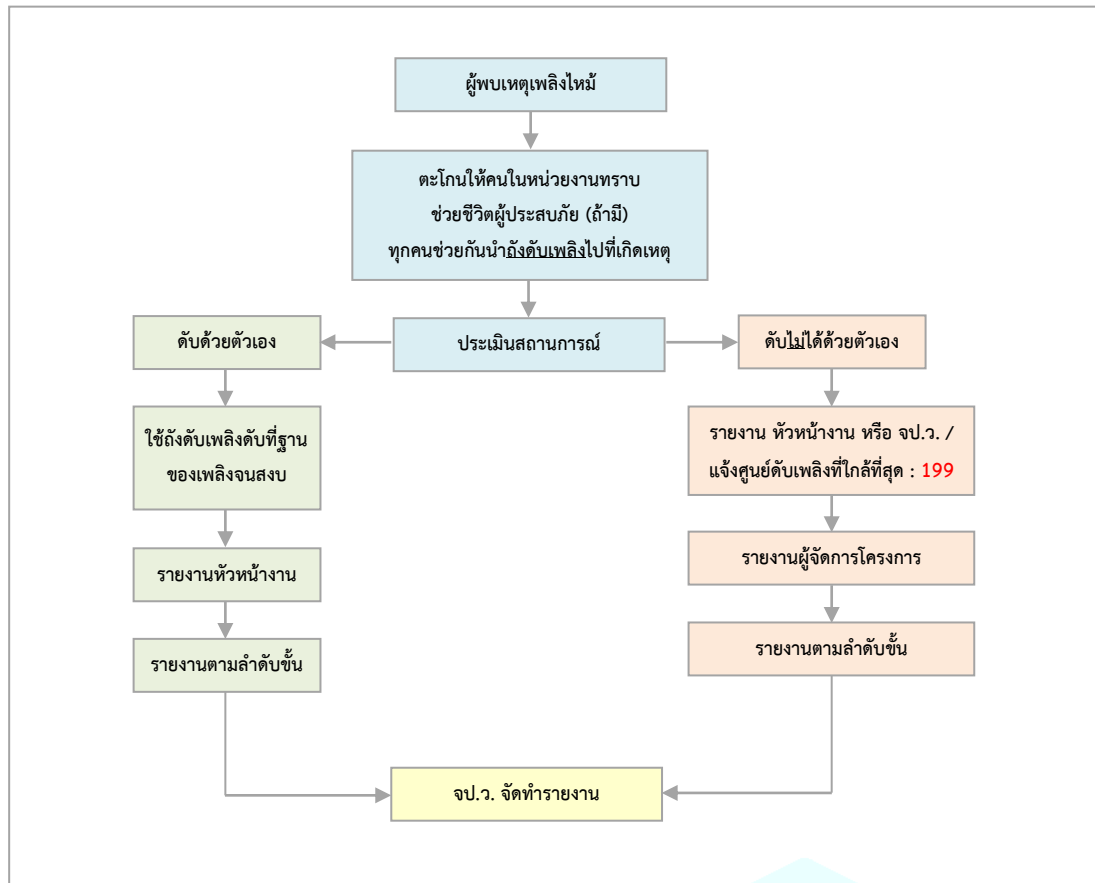 ผู้พบเหตุเพลิงไหม้
ตะโกนให้คนในหน่วยงานทราบ
ช่วยชีวิตผู้ประสบภัย (ถ้ามี)
ทุกคนช่วยกันนำถังดับเพลิงไปที่เกิดเหตุ
ดับด้วยตัวเอง
ประเมินสถานการณ์
ดับไม่ได้ด้วยตัวเอง
ใช้ถังดับเพลิงดับที่ฐาน
ของเพลิงจนสงบ
รายงาน หัวหน้างาน หรือ จป.ว. /
แจ้งศูนย์ดับเพลิงที่ใกล้ที่สุด : 199
รายงานหัวหน้างาน
รายงานผู้จัดการโครงการ
รายงานตามลำดับขั้น
รายงานตามลำดับขั้น
จป.ว. จัดทำรายงาน